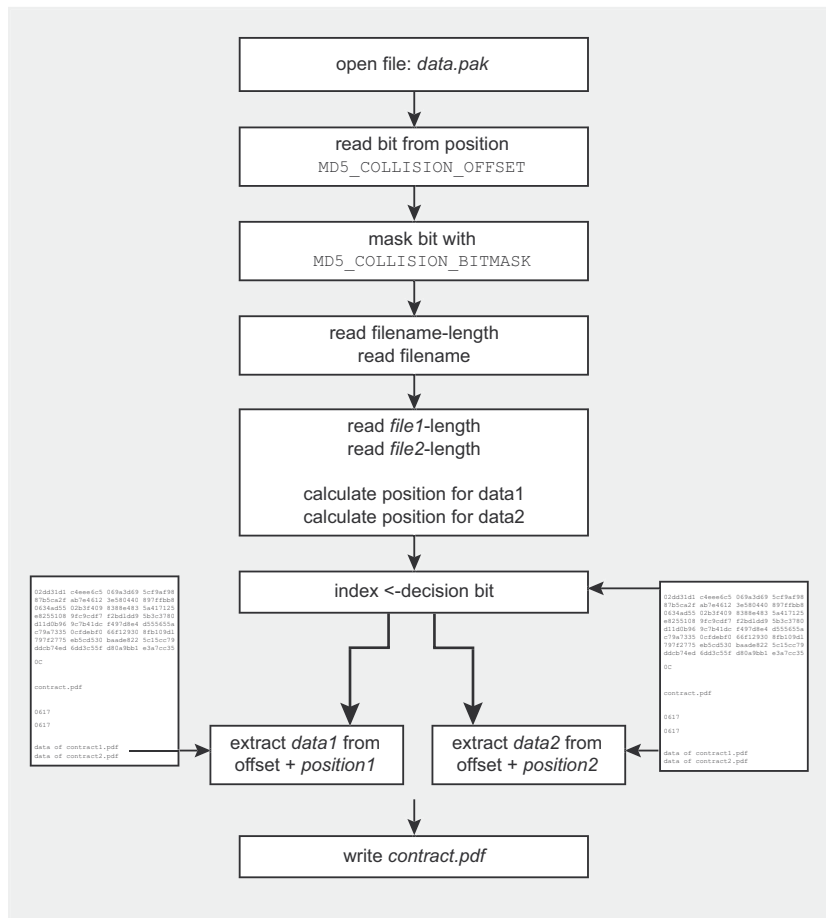 open file: data.pak
read bit from position
MD5_COLLISION_OFFSET
mask bit with
MD5_COLLISION_BITMASK
read filename-length
read filename
read file1-length
read file2-length
calculate position for data1
calculate position for data2
index <-decision bit
02dd31d1 c4eee6c5 069a3d69 5cf9af98
87b5ca2f ab7e4612 3e580440 897ffbb8
0634ad55 02b3f409 8388e483 5a417125
e8255108 9fc9cdf7 f2bd1dd9 5b3c3780
d11d0b96 9c7b41dc f497d8e4 d555655a
c79a7335 0cfdebf0 66f12930 8fb109d1
797f2775 eb5cd530 baade822 5c15cc79
ddcb74ed 6dd3c55f d80a9bb1 e3a7cc35
0C
contract.pdf
0617
0617
data of contract1.pdf
data of contract2.pdf
extract data1 from
offset + position1
extract data2 from
offset + position2
02dd31d1 c4eee6c5 069a3d69 5cf9af98
87b5ca2f ab7e4612 3e580440 897ffbb8
0634ad55 02b3f409 8388e483 5a417125
e8255108 9fc9cdf7 f2bd1dd9 5b3c3780
d11d0b96 9c7b41dc f497d8e4 d555655a
c79a7335 0cfdebf0 66f12930 8fb109d1
797f2775 eb5cd530 baade822 5c15cc79
ddcb74ed 6dd3c55f d80a9bb1 e3a7cc35
0C
contract.pdf
0617
0617
data of contract1.pdf
data of contract2.pdf
write contract.pdf